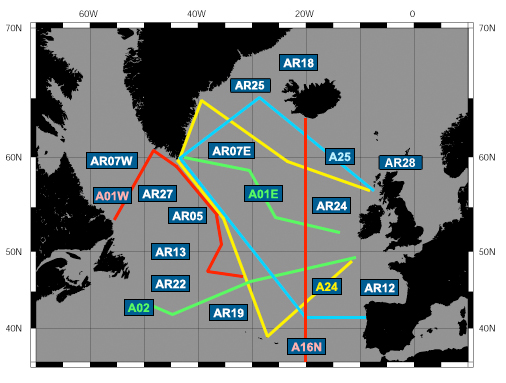 60W 40W 20W 0
70N 70N
AR18
AR25
AR07W AR07E A25 AR28
60N 60N
A01W AR27 A01E
AR05 AR24
AR13
50N 50N
AR22 A24 AR12
A02 AR19
40N 40N
A16N